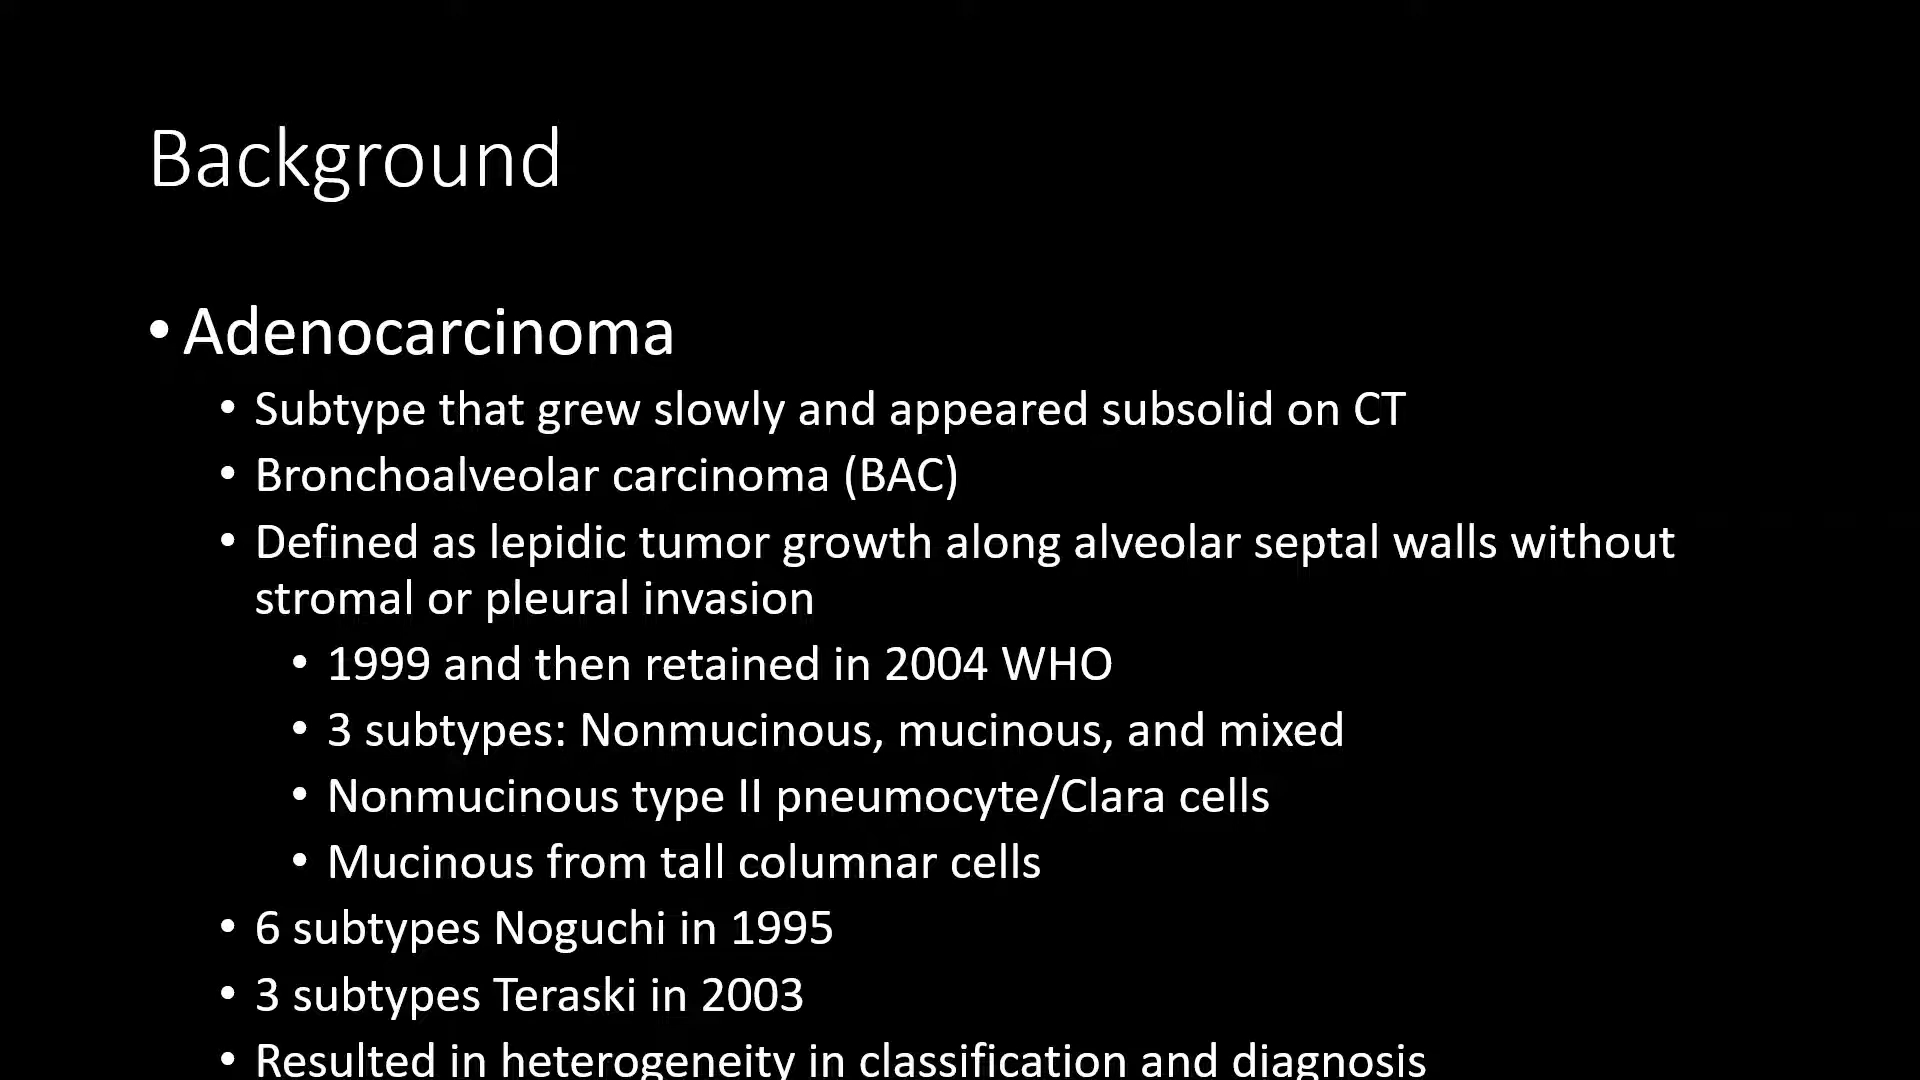 Background
• Adenocarcinoma
• Subtype that grew slowly and appeared subsolid on CT
• Bronchoalveolar carcinoma (BAC)
• Defined as lepidic tumor growth along alveolar septal walls without
stromal or pleural invasion
• 1999 and then retained in 2004 WHO
• 3 subtypes: Nonmucinous, mucinous, and mixed
• Nonmucinous type II pneumocyte/Clara cells
• Mucinous from tall columnar cells
• 6 subtypes Noguchi in 1995
• 3 subtypes Teraski in 2003
• Resulted in heterogeneity in classification and diagnosis